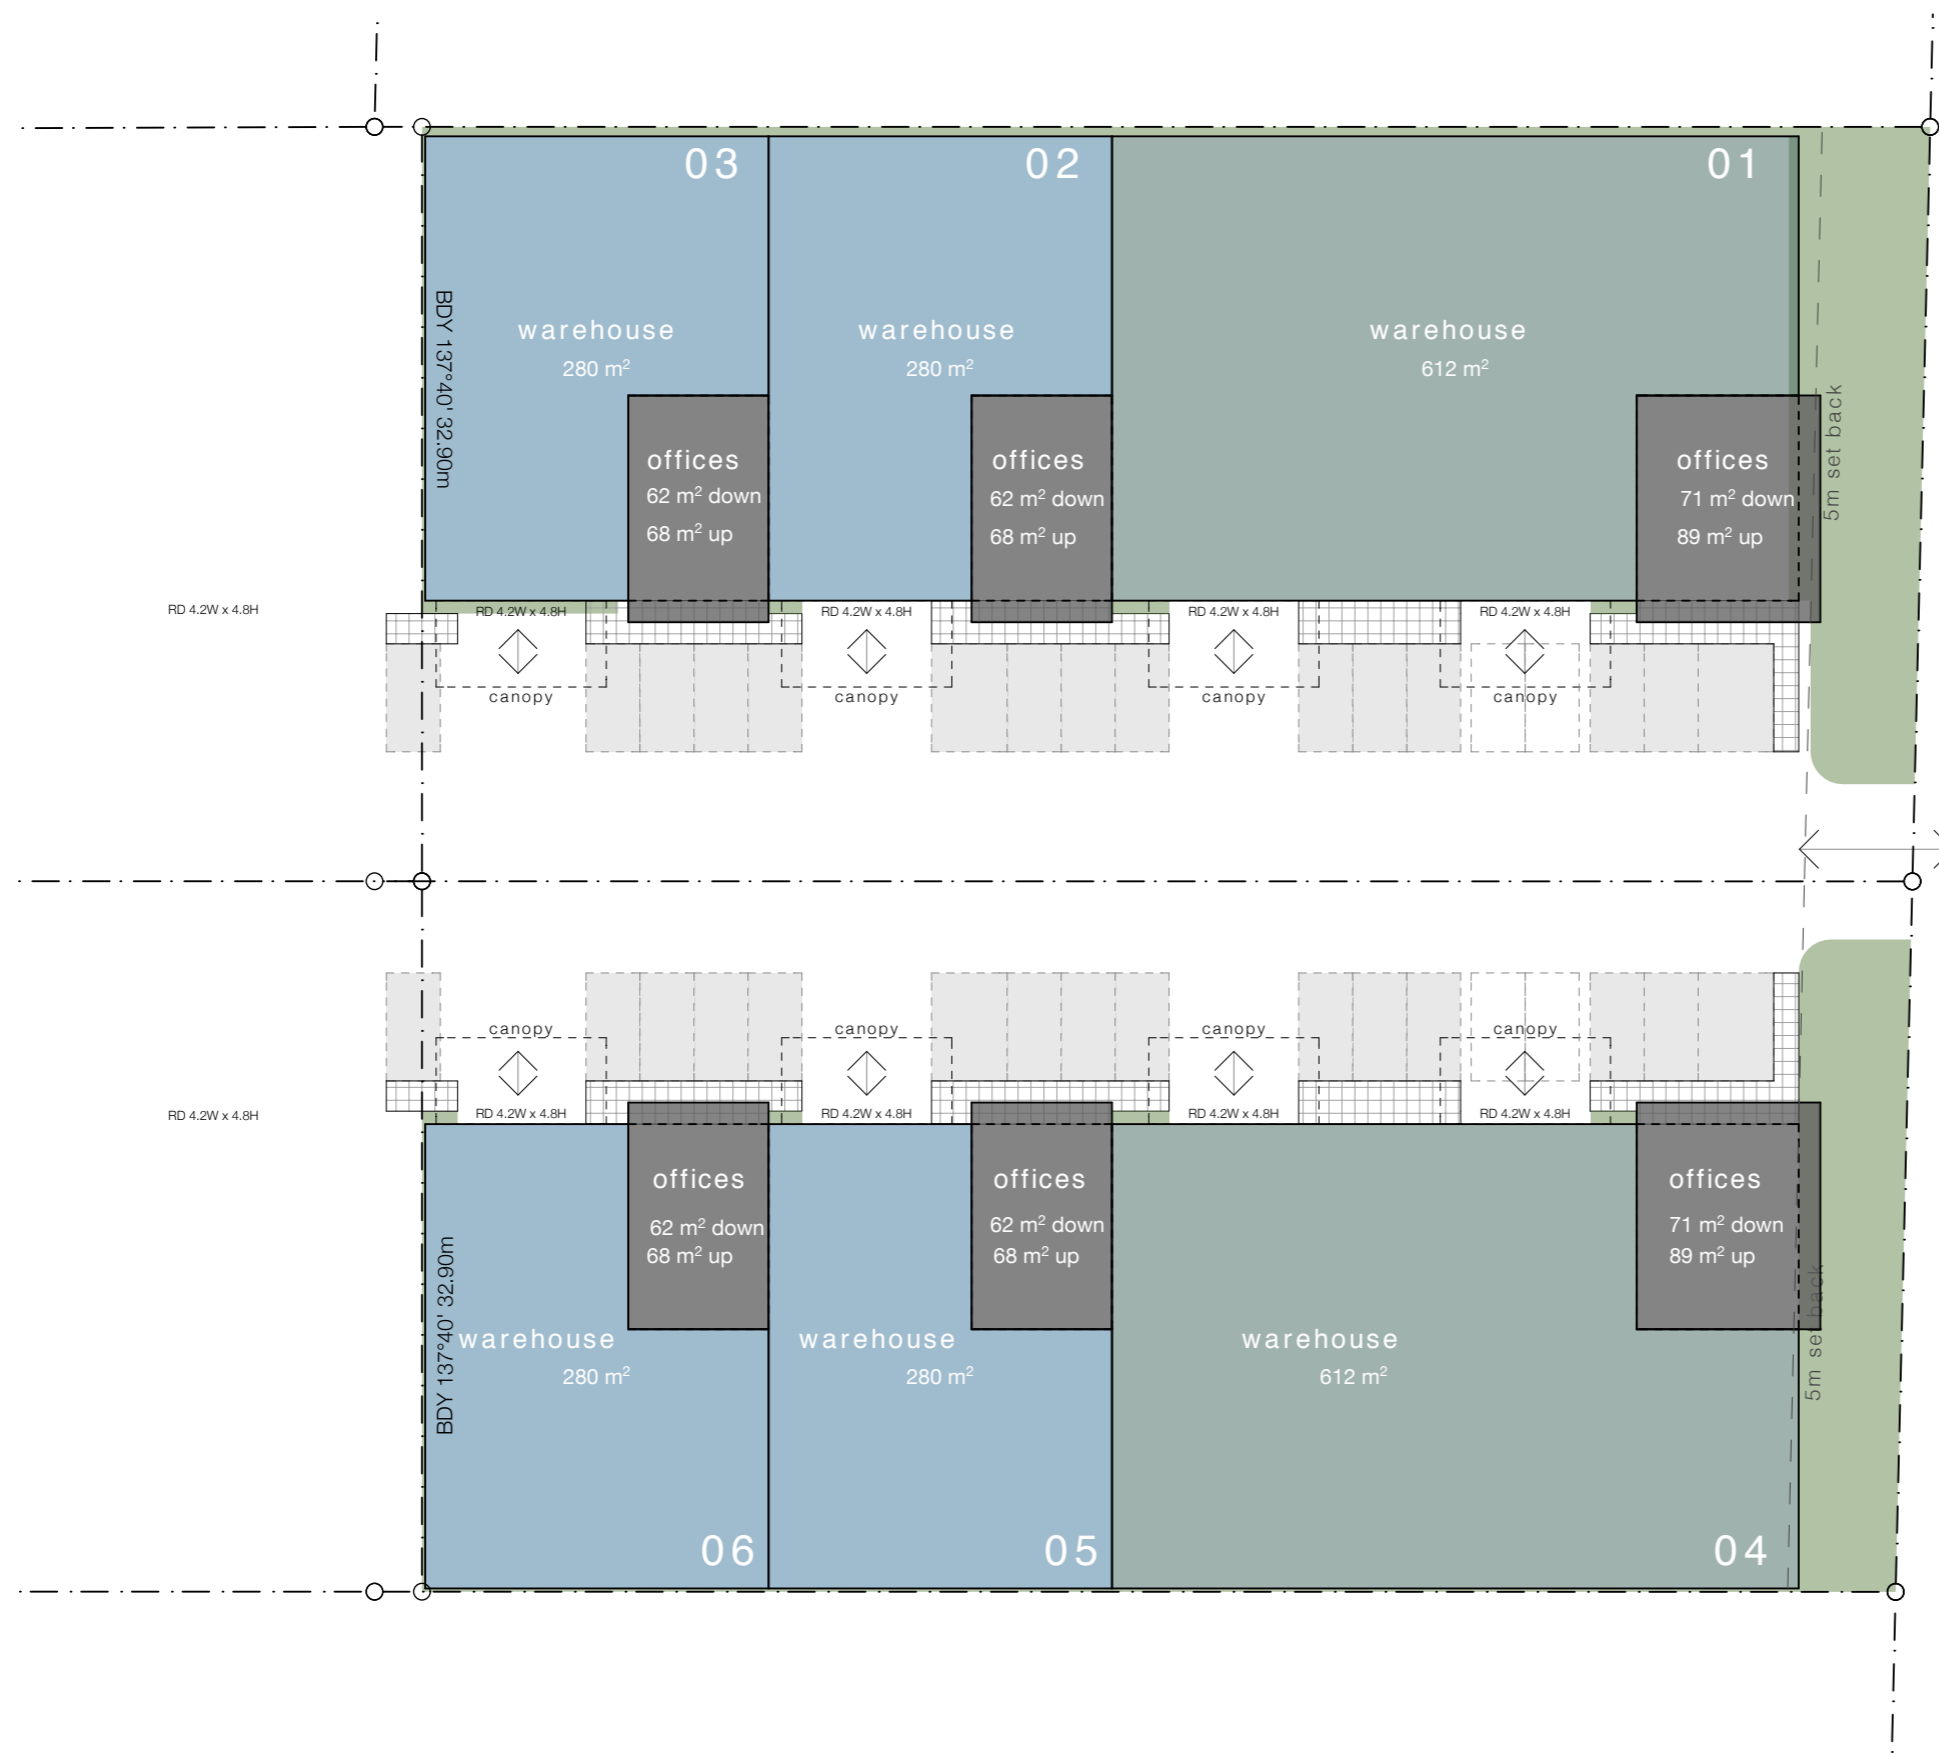 03
02
01
warehouse
280 m²
warehouse
280 m²
warehouse
612 m²
BDY 137°40' 32.90m
offices
62 m² down
68 m² up
offices
62 m² down
68 m² up
offices
71 m² down
89 m² up
5m set back
RD 4.2W x 4.8H
RD 4.2W x 4.8H
RD 4.2W x 4.8H
RD 4.2W x 4.8H
RD 4.2W x 4.8H
canopy
canopy
canopy
canopy
canopy
canopy
canopy
canopy
RD 4.2W x 4.8H
RD 4.2W x 4.8H
RD 4.2W x 4.8H
RD 4.2W x 4.8H
RD 4.2W x 4.8H
offices
62 m² down
68 m² up
offices
62 m² down
68 m² up
offices
71 m² down
89 m² up
5m set back
BDY 137°40' 32.90m
warehouse
280 m²
warehouse
280 m²
warehouse
612 m²
06
05
04